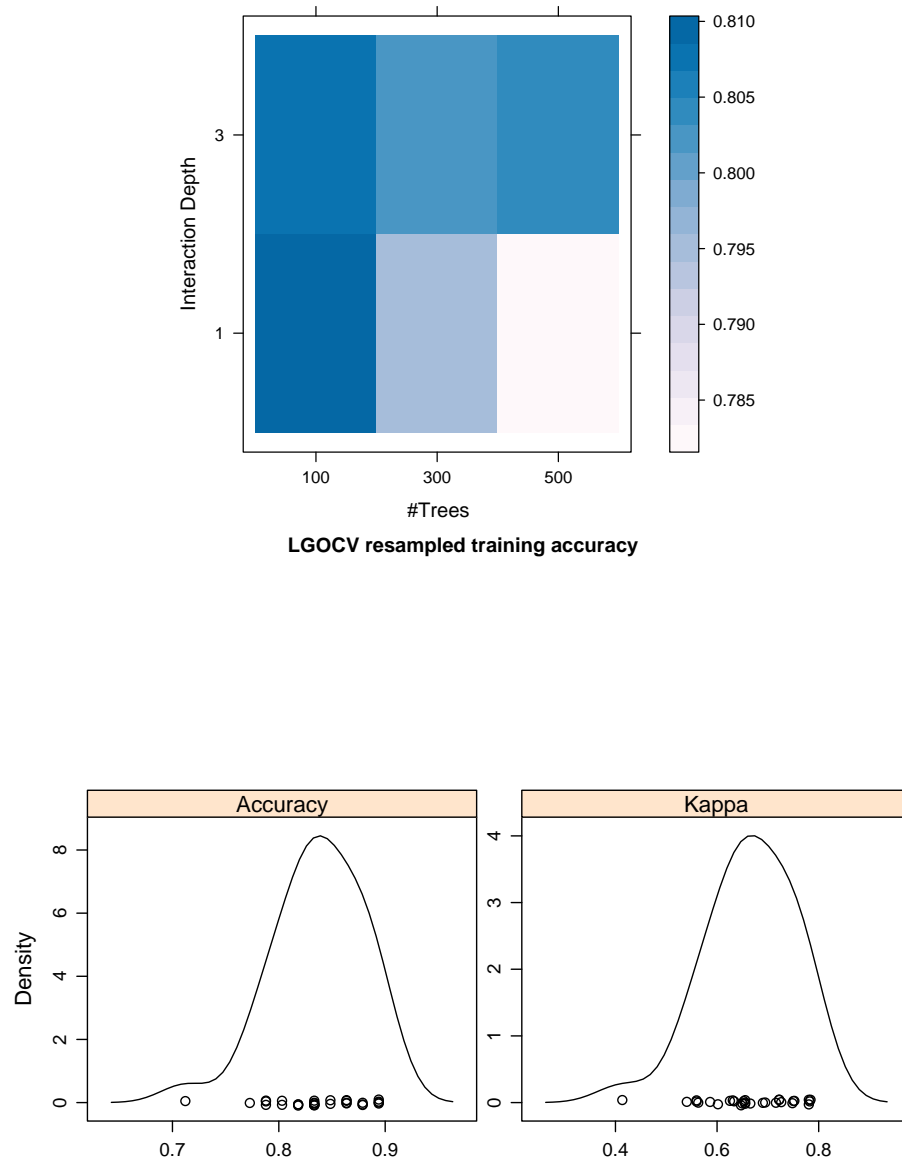 0.810
0.805
0.800
0.795
0.790
0.785
Interaction Depth
3
1
100 300 500
#Trees
LGOCV resampled training accuracy
Accuracy
Kappa
Density
8
6
4
2
0
4
3
2
1
0
0.7 0.8 0.9
0.4 0.6 0.8